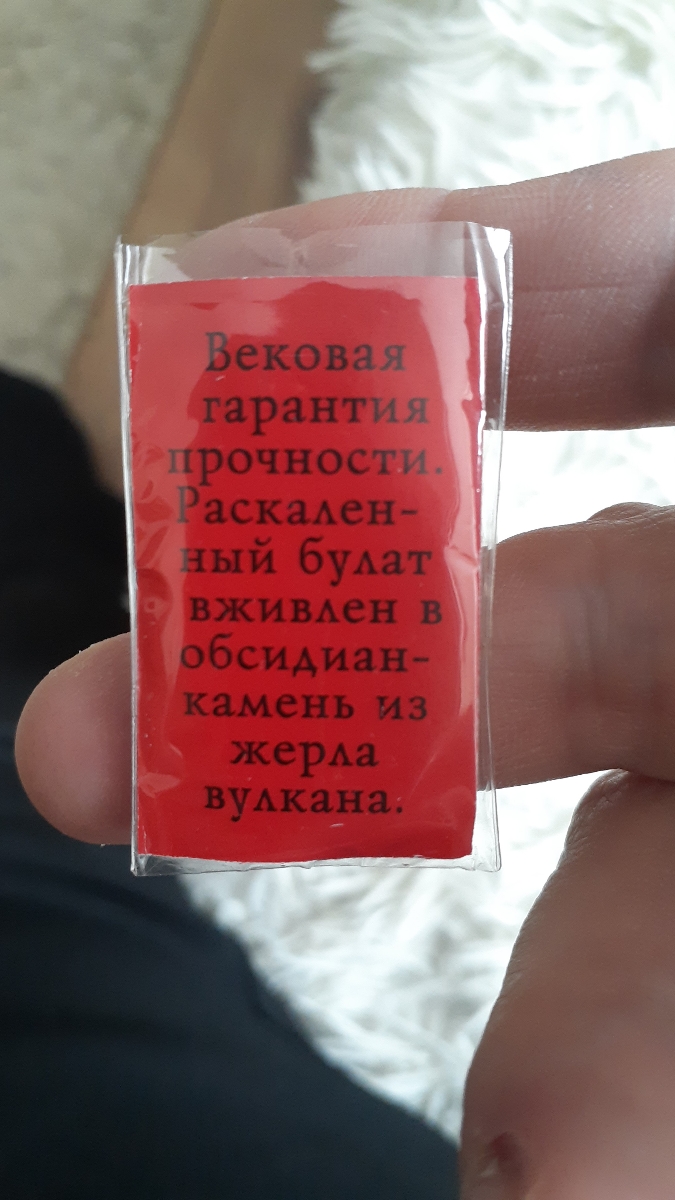 Вековая
гарантия
прочности.
Раскален-
ный булат
вживлен в
обсидиан-
камень из
жерла
вулкана.